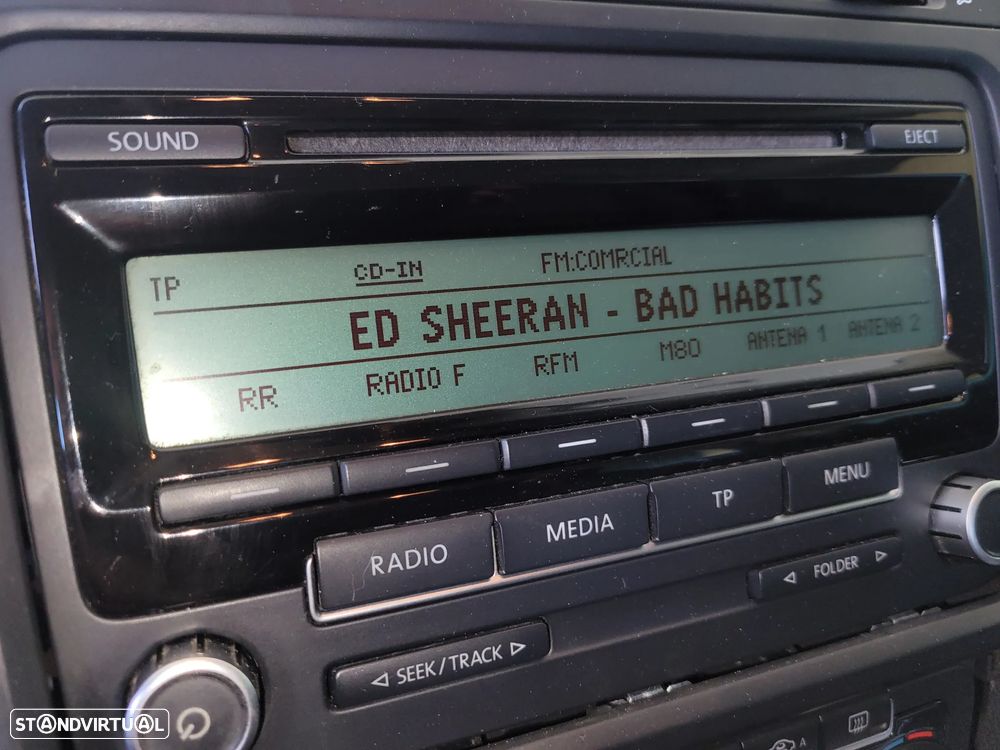 SOUND EJECT
TP CD-IN FM:COMRCIAL
ED SHEERAN - BAD HABITS
RR RADIO F RFM M80 ANTENA 1 ANTENA 2
RADIO MEDIA TP MENU
◁ FOLDER ▷
◁ SEEK/TRACK ▷
A
STANDVIRTUAL